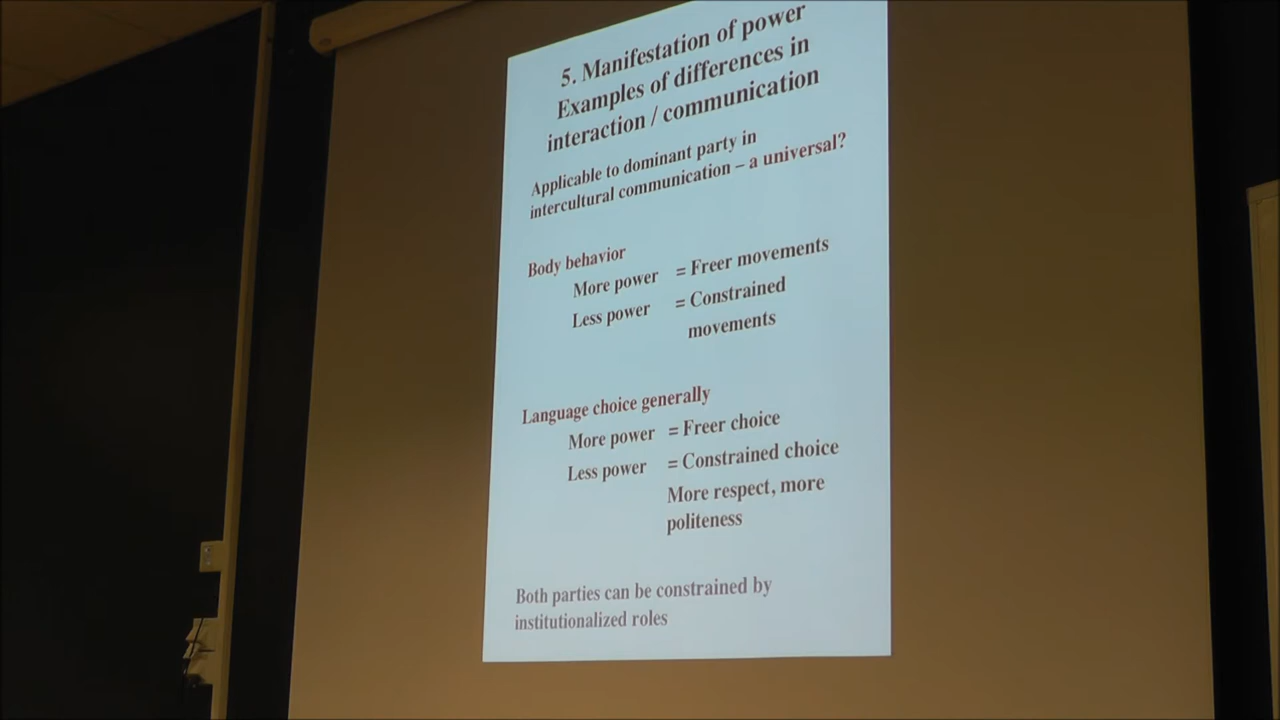 5. Manifestation of power
Examples of differences in
interaction / communication
Applicable to dominant party in
intercultural communication – a universal?
Body behavior
More power = Freer movements
Less power = Constrained
movements
Language choice generally
More power = Freer choice
Less power = Constrained choice
More respect, more
politeness
Both parties can be constrained by
institutionalized roles